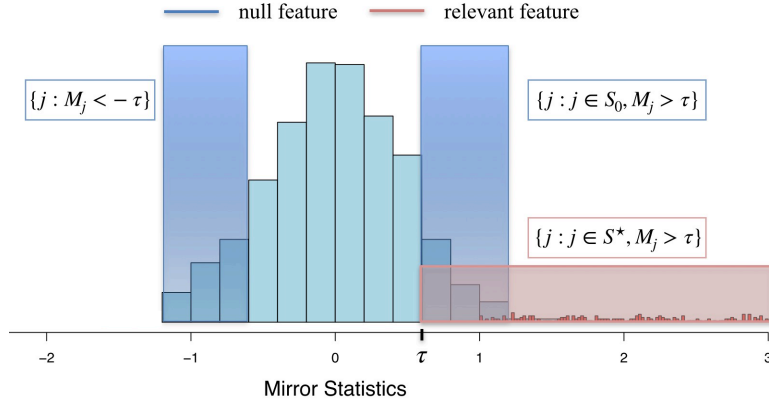 null feature relevant feature
{j : M_j < − τ}
{j : j ∈ S_0, M_j > τ}
{j : j ∈ S^⋆, M_j > τ}
−2 −1 0 τ 1 2 3
Mirror Statistics